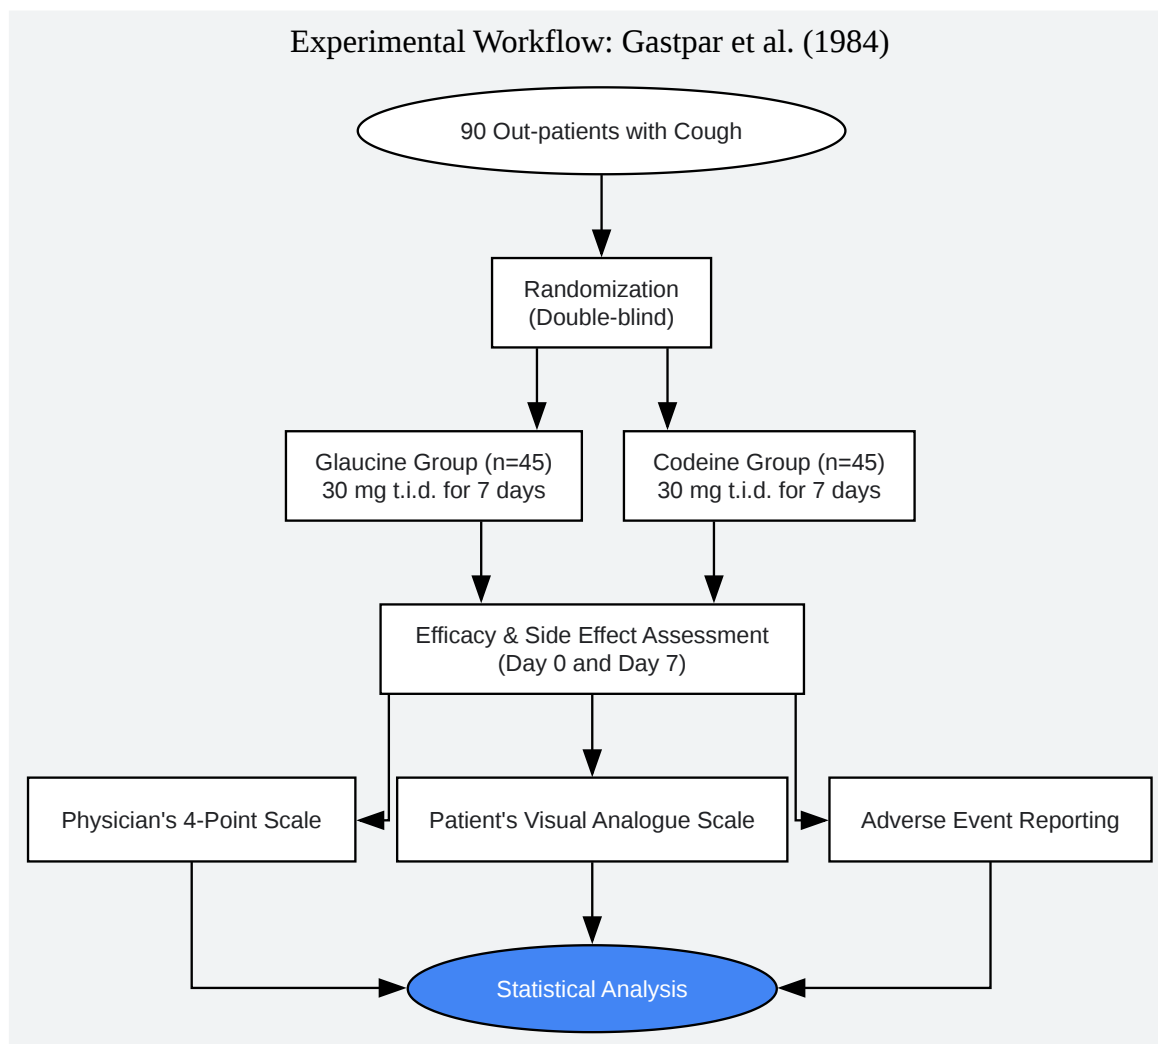 Experimental Workflow: Gastpar et al. (1984)
90 Out-patients with Cough
Randomization
(Double-blind)
Glaucine Group (n=45)
30 mg t.i.d. for 7 days
Codeine Group (n=45)
30 mg t.i.d. for 7 days
Efficacy & Side Effect Assessment
(Day 0 and Day 7)
Physician's 4-Point Scale
Patient's Visual Analogue Scale
Adverse Event Reporting
Statistical Analysis